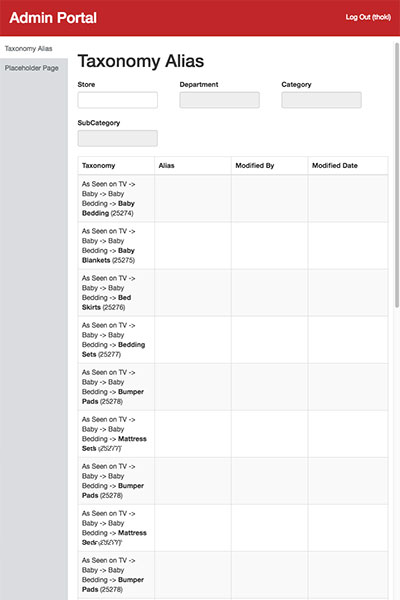 Admin Portal
Log Out (thoki)
Taxonomy Alias
Placeholder Page
Taxonomy Alias
Store
Department
Category
SubCategory
Taxonomy
Alias
Modified By
Modified Date
As Seen on TV ->
Baby -> Baby
Bedding -> Baby
Bedding (25274)
As Seen on TV ->
Baby -> Baby
Bedding -> Baby
Blankets (25275)
As Seen on TV ->
Baby -> Baby
Bedding -> Bed
Skirts (25276)
As Seen on TV ->
Baby -> Baby
Bedding -> Bedding
Sets (25277)
As Seen on TV ->
Baby -> Baby
Bedding -> Bumper
Pads (25278)
As Seen on TV ->
Baby -> Baby
Bedding -> Mattress
Sets
As Seen on TV ->
Baby -> Baby
Bedding -> Bumper
Pads (25278)
As Seen on TV ->
Baby -> Baby
Bedding -> Mattress
As Seen on TV ->
Baby -> Baby
Bedding -> Bumper
Pads (25278)